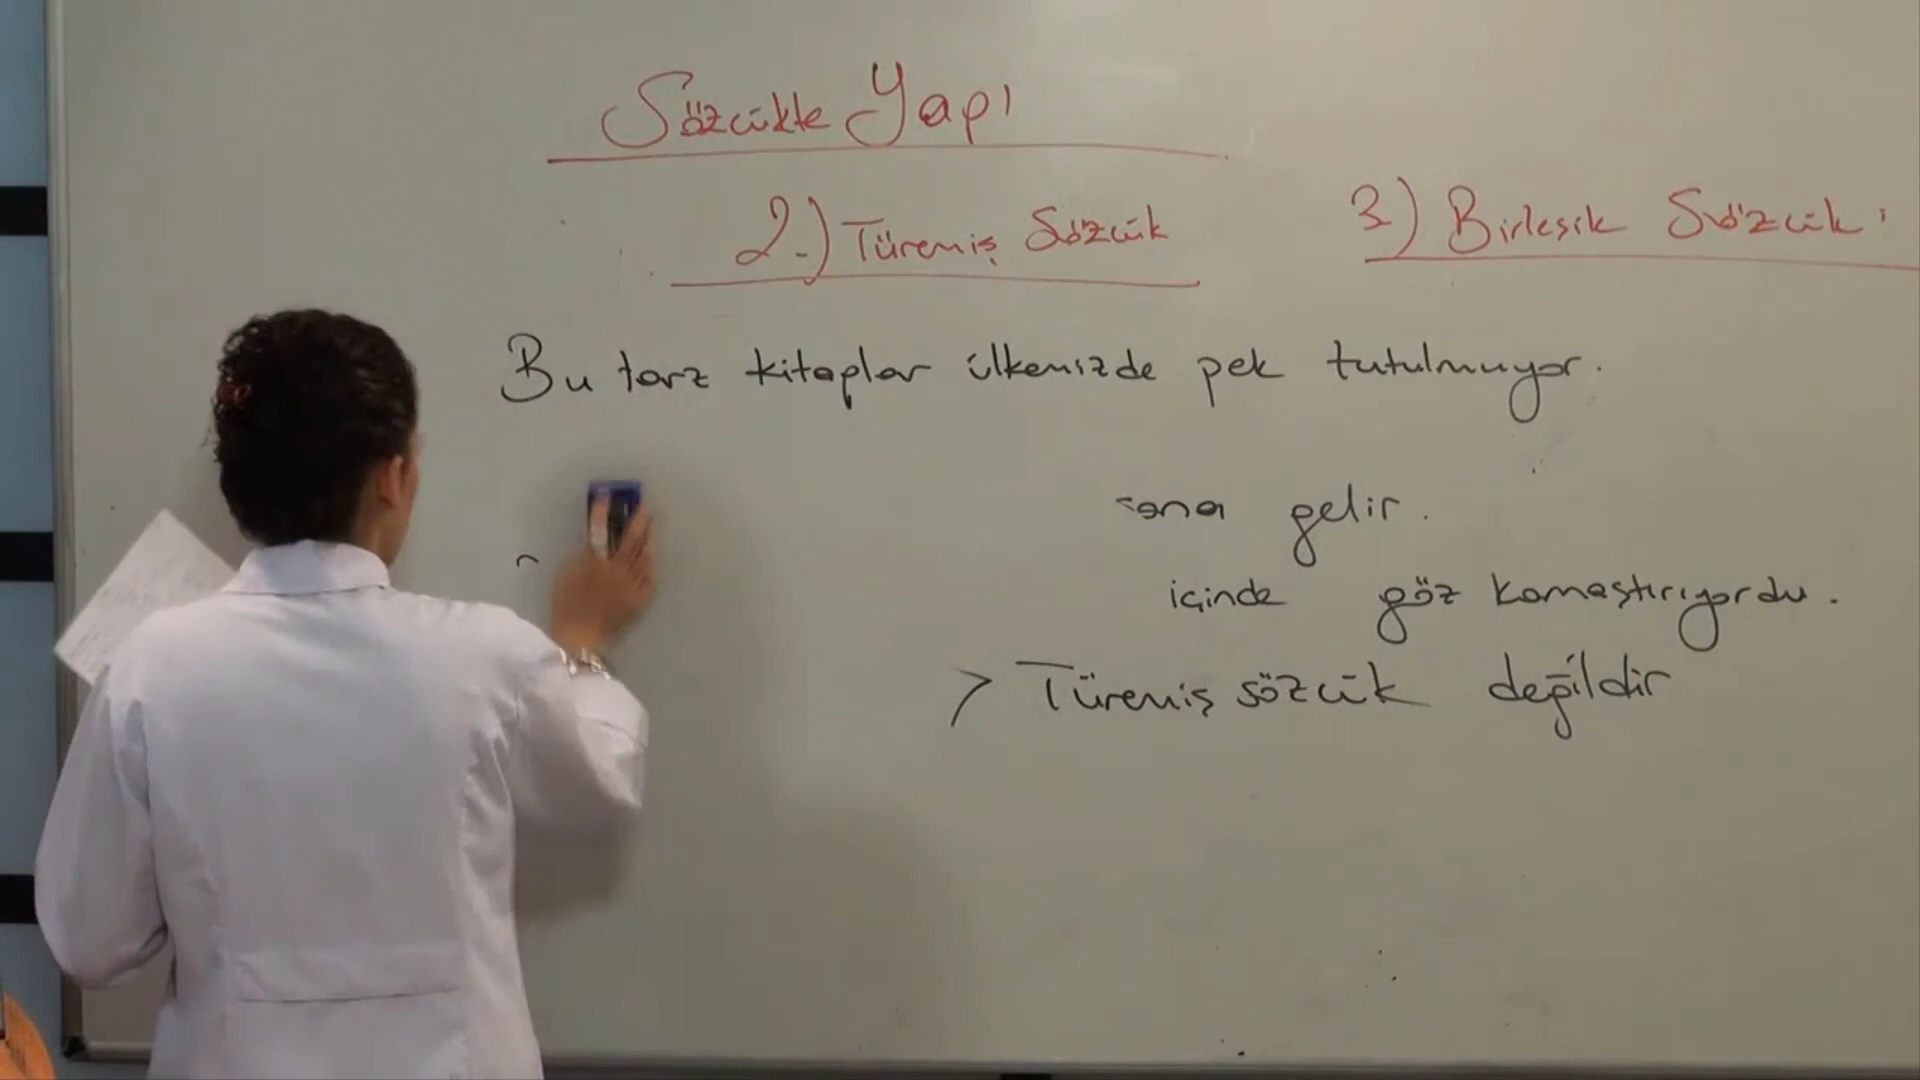 Sözcükte Yapı
2.) Türemiş Sözcük
3) Birleşik Sözcük
Bu tarz kitaplar ülkemizde pek tutulmuyor.
sana gelir.
içinde göz kamaştırıyordu.
> Türemiş sözcük değildir